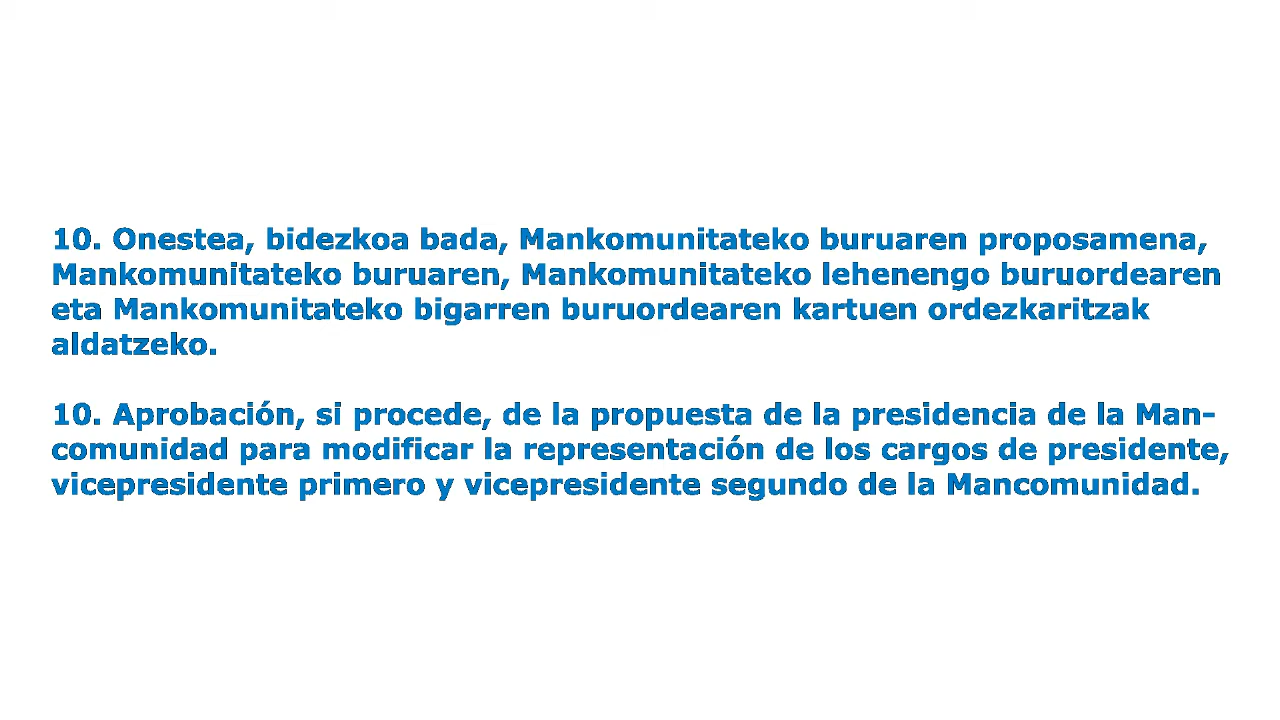 10. Onestea, bidezkoa bada, Mankomunitateko buruaren proposamena,
Mankomunitateko buruaren, Mankomunitateko lehenengo buruordearen
eta Mankomunitateko bigarren buruordearen kartuen ordezkaritzak
aldatzeko.
10. Aprobación, si procede, de la propuesta de la presidencia de la Man-
comunidad para modificar la representación de los cargos de presidente,
vicepresidente primero y vicepresidente segundo de la Mancomunidad.